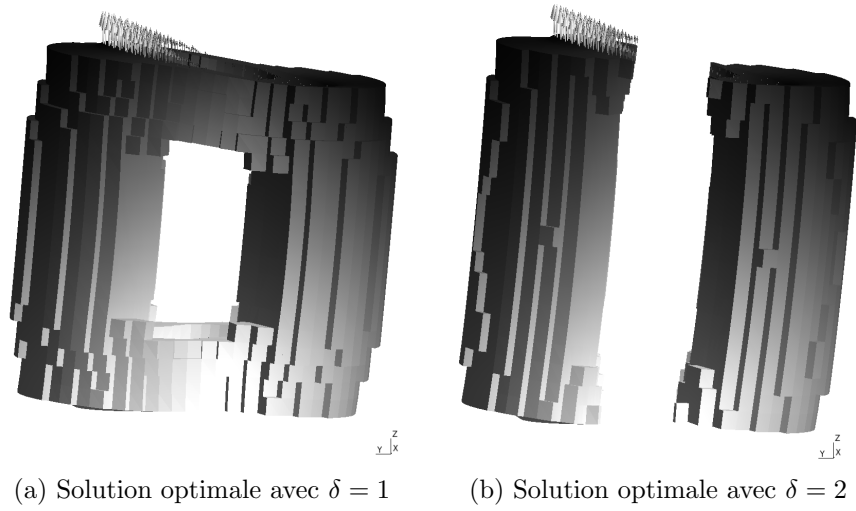 Z
Y X
Z
Y X
(a) Solution optimale avec δ = 1
(b) Solution optimale avec δ = 2